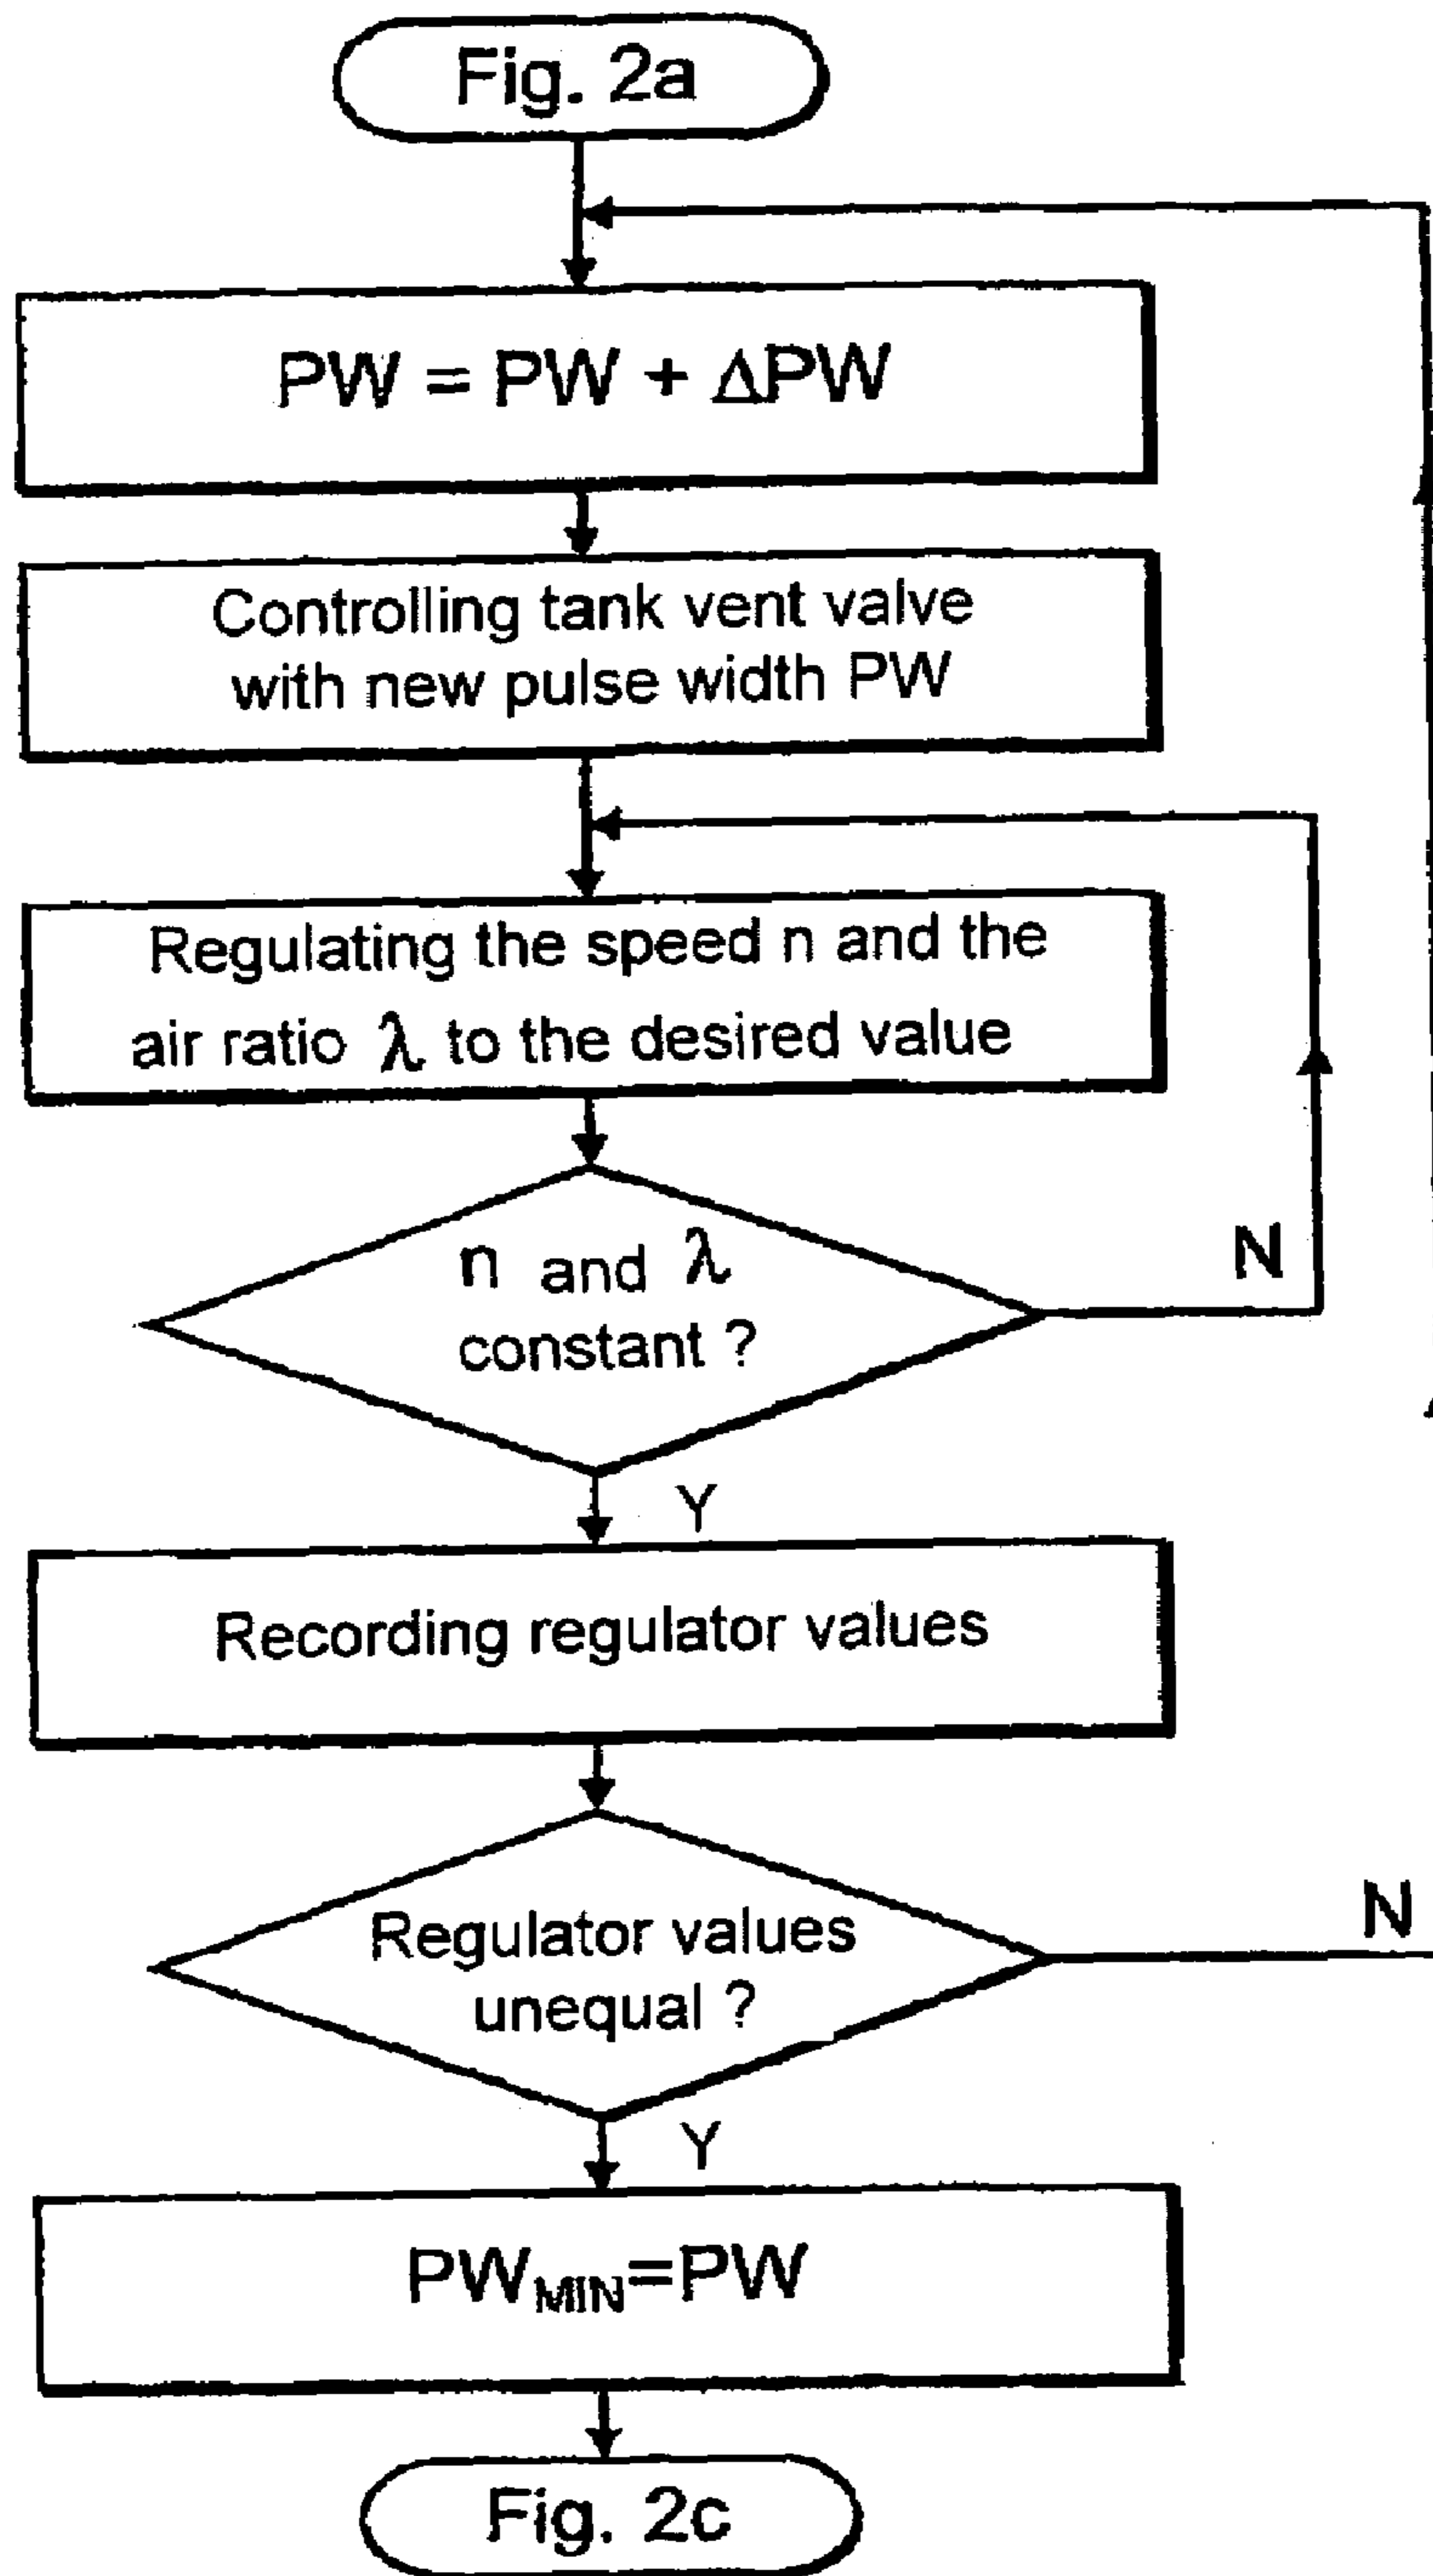 Fig. 2a
PW = PW + ΔPW
Controlling tank vent valve
with new pulse width PW
Regulating the speed n and the
air ratio λ to the desired value
n and λ
constant ?
N
Y
Recording regulator values
Regulator values
unequal ?
N
Y
PW_MIN=PW
Fig. 2c